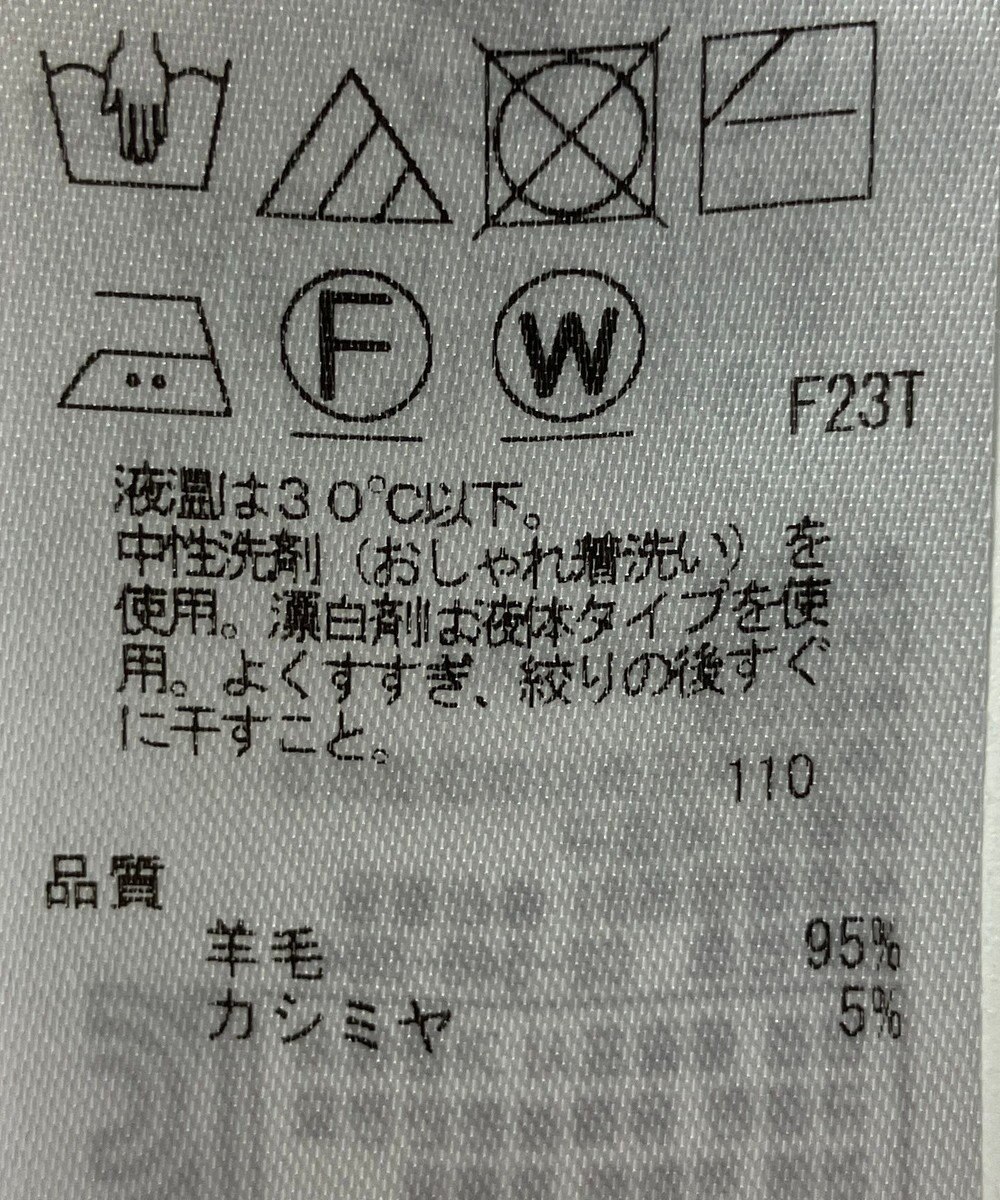 F
W
F23T
液温は30℃以下。
中性洗剤（おしゃれ着洗い）を
使用。漂白剤は液体タイプを使
用。よくすすぎ、絞りの後すぐ
に干すこと。
110
品質
羊毛 95%
カシミヤ 5%